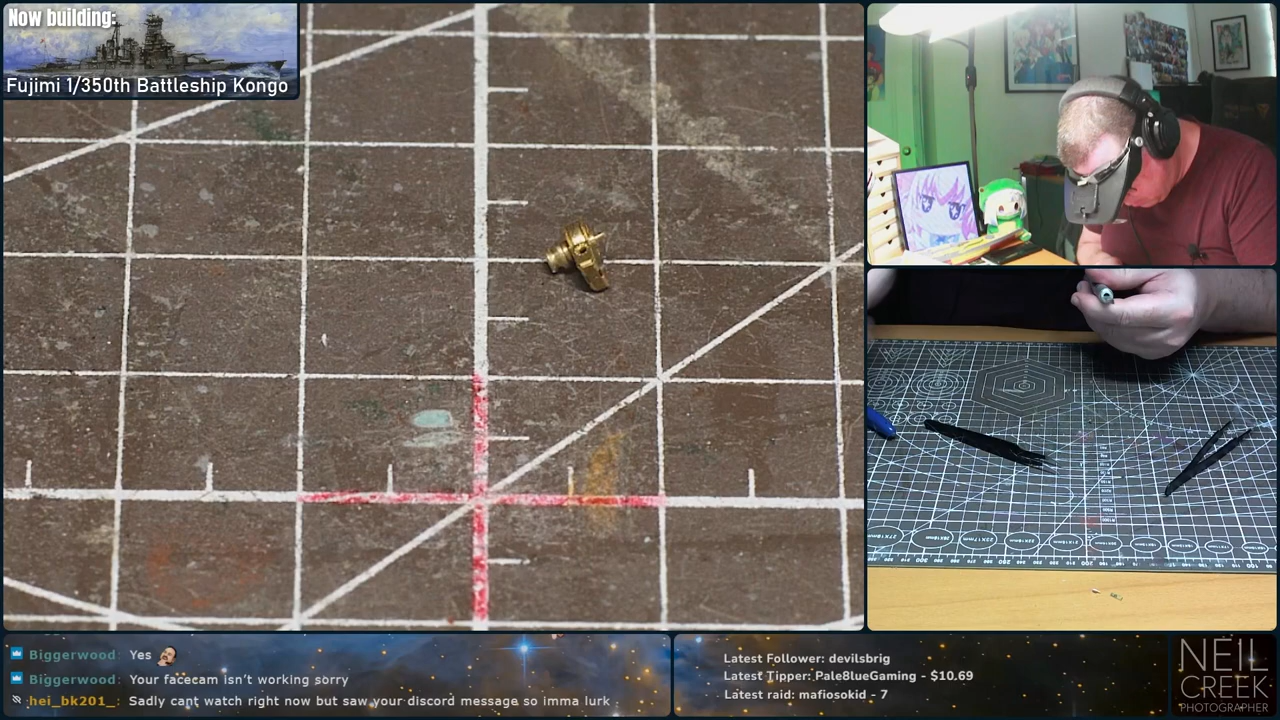 Now building:
Fujimi 1/350th Battleship Kongo
Biggerwood: Yes
Biggerwood: Your facecam isn't working sorry
hei_bk201_: Sadly cant watch right now but saw your discord message so imma lurk
Latest Follower: devilsbrig
Latest Tipper: Pale8lueGaming - $10.69
Latest raid: mafiosokid - 7
NEIL
CREEK
PHOTOGRAPHER